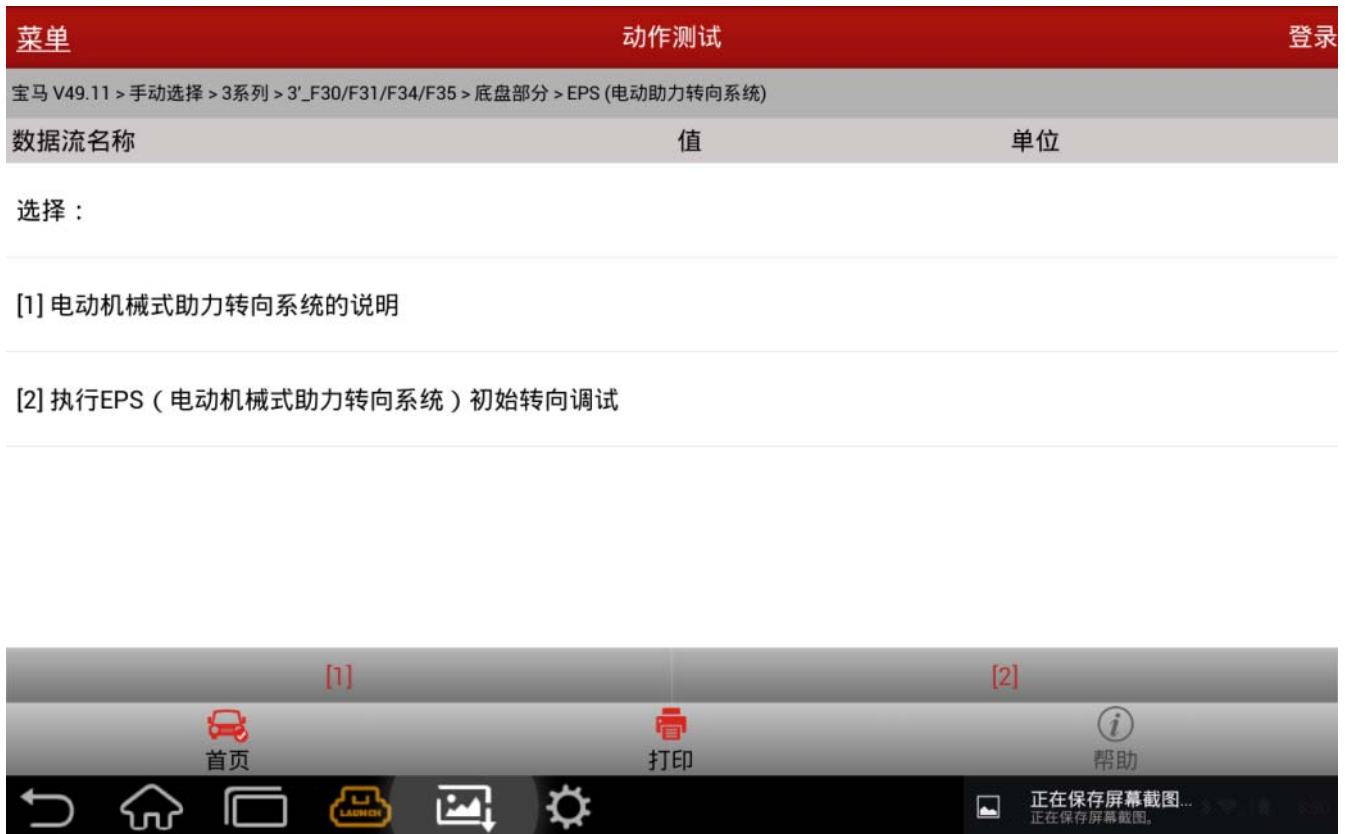 菜单 动作测试 登录
宝马 V49.11 > 手动选择 > 3系列 > 3'_F30/F31/F34/F35 > 底盘部分 > EPS (电动助力转向系统)
数据流名称 值 单位
选择：
[1] 电动机械式助力转向系统的说明
[2] 执行EPS（电动机械式助力转向系统）初始转向调试
[1] [2]
首页 打印 帮助
LAUNCH
正在保存屏幕截图...
正在保存屏幕截图。